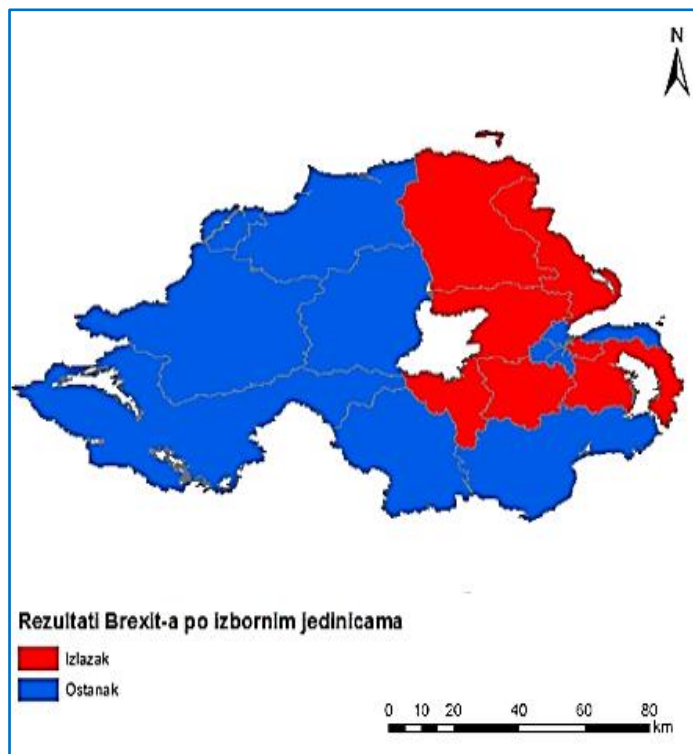 N
Rezultati Brexit-a po izbornim jedinicama
Izlazak
Ostanak
0 10 20 40 60 80
km